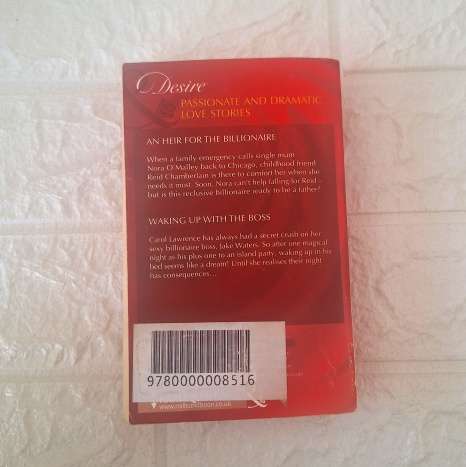 Desire
PASSIONATE AND DRAMATIC
LOVE STORIES
AN HEIR FOR THE BILLIONAIRE
When a family emergency calls single mum
Nora O'Malley back to Chicago, childhood friend
Reid Chamberlain is there to comfort her when she
needs it must. Soon, Nora can't help falling for Reid –
but is this reclusive billionaire ready to be a father?
WAKING UP WITH THE BOSS
Carol Lawrence has always had a secret crush on her
sexy billionaire boss, Jake Waters. So after one magical
night as his plus one to an island party, waking up in his
bed seems like a dream! Until she realises their night
has consequences...
9780000008516
www.millsandboon.co.uk